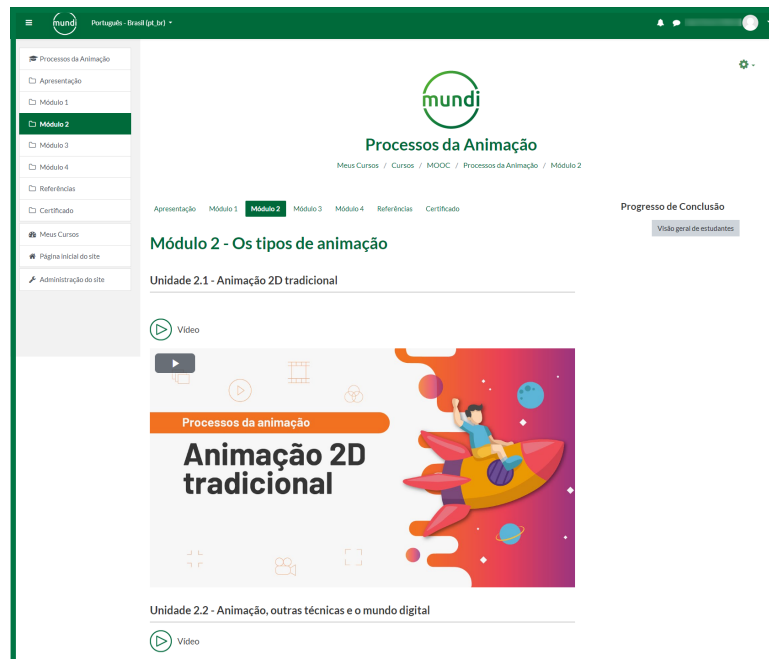 mundi
Português - Brasil (pt_br)
Processos da Animação
Apresentação
Módulo 1
Módulo 2
Módulo 3
Módulo 4
Referências
Certificado
Meus Cursos
Página inicial do site
Administração do site
mundi
Processos da Animação
Meus Cursos / Cursos / MOOC / Processos da Animação / Módulo 2
Apresentação Módulo 1 Módulo 2 Módulo 3 Módulo 4 Referências Certificado
Módulo 2 - Os tipos de animação
Unidade 2.1 - Animação 2D tradicional
Vídeo
Processos da animação
Animação 2D
tradicional
Unidade 2.2 - Animação, outras técnicas e o mundo digital
Vídeo
Progresso de Conclusão
Visão geral de estudantes